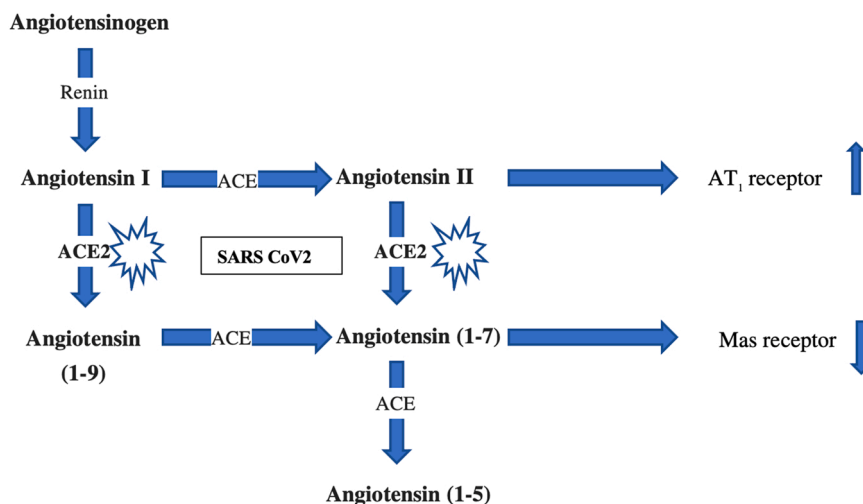 Angiotensinogen
Renin
Angiotensin I
ACE
Angiotensin II
AT₁ receptor
ACE2
SARS CoV2
ACE2
Angiotensin
(1-9)
ACE
Angiotensin (1-7)
Mas receptor
ACE
Angiotensin (1-5)